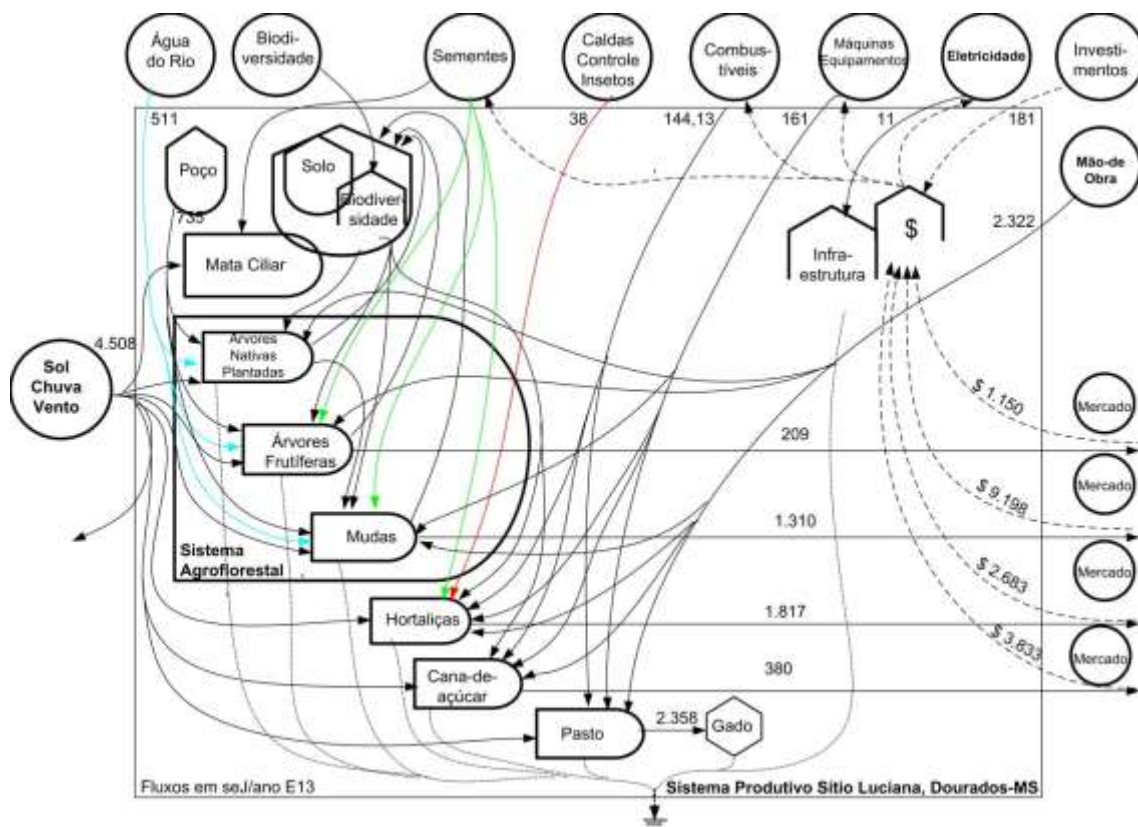 Água
do Rio
Biodi-
versidade
Sementes
Caldas
Controle
Insetos
Combus-
tíveis
Máquinas
Equipamentos
Eletricidade
Investi-
mentos
511
38
144,13
161
11
181
Poço
Solo
Biodiver-
sidade
Mão-de
Obra
735
2.322
$
Mata Ciliar
Infra-
estrutura
4.508
Sol
Chuva
Vento
Árvores
Nativas
Plantadas
$ 1.150
Mercado
209
Árvores
Frutíferas
Mercado
$ 9.198
1.310
Mudas
Sistema
Agroflorestal
Mercado
$ 2.683
1.817
Hortaliças
$ 3.833
Mercado
380
Cana-de-
açúcar
2.358
Gado
Pasto
Fluxos em seJ/ano E13
Sistema Produtivo Sítio Luciana, Dourados-MS